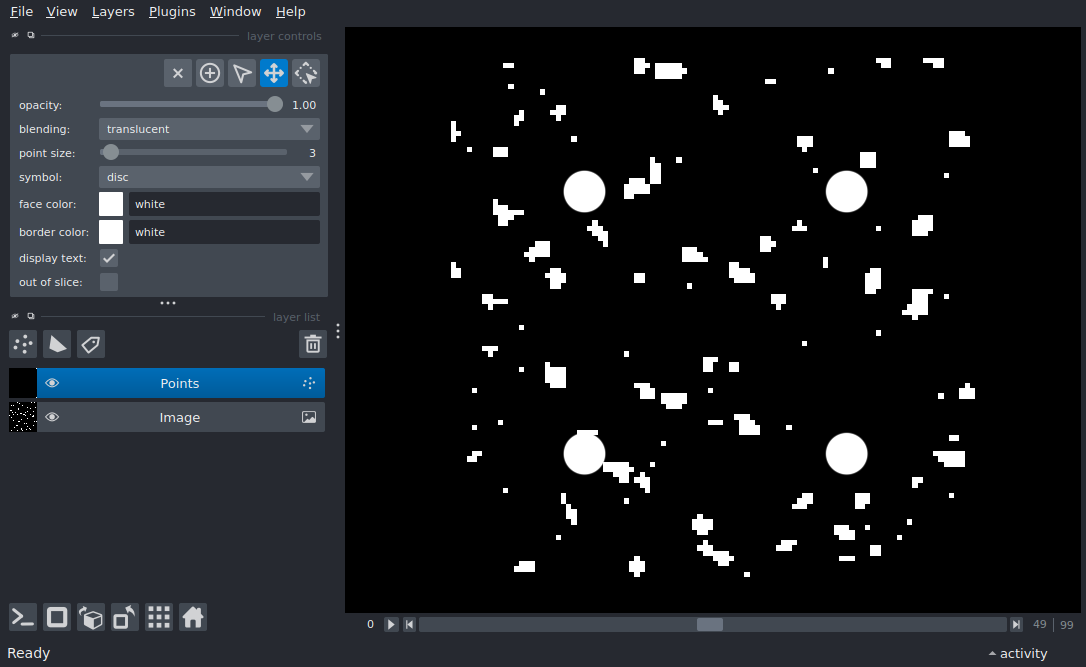 File View Layers Plugins Window Help
layer controls
opacity: 1.00
blending: translucent
point size: 3
symbol: disc
face color: white
border color: white
display text:
out of slice:
layer list
Points
Image
0 49 99
Ready activity